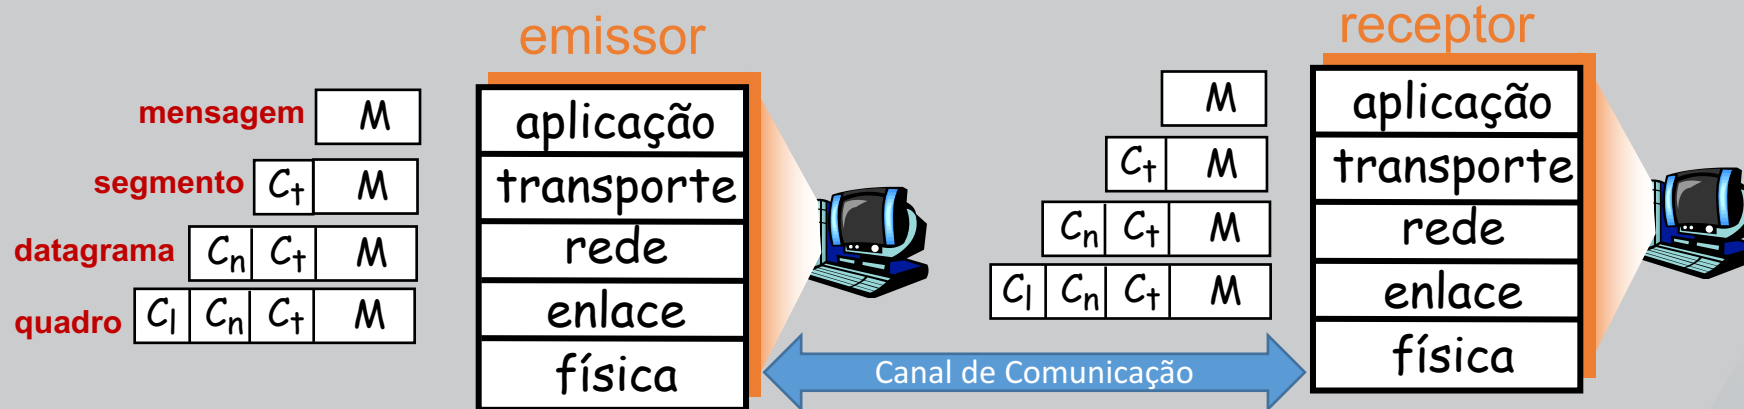 emissor
mensagem M
segmento Ct M
datagrama Cn Ct M
quadro Cl Cn Ct M
aplicação
transporte
rede
enlace
física
Canal de Comunicação
receptor
M
Ct M
Cn Ct M
Cl Cn Ct M
aplicação
transporte
rede
enlace
física